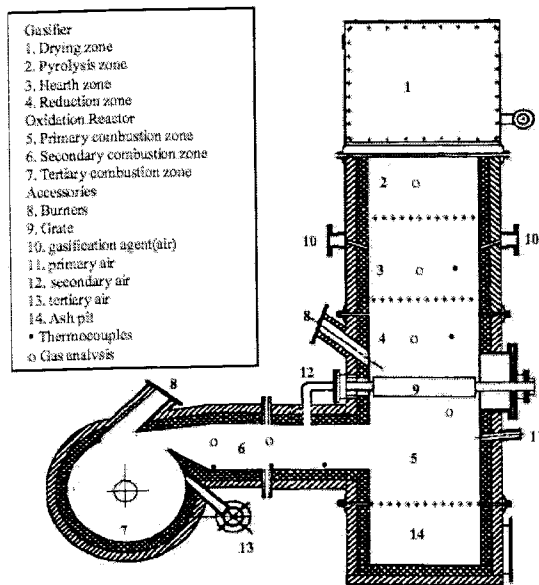 Gasifier
1. Drying zone
2. Pyrolysis zone
3. Hearth zone
4. Reduction zone
Oxidation Reactor
5. Primary combustion zone
6. Secondary combustion zone
7. Tertiary combustion zone
Accessories
8. Burners
9. Grate
10. gasification agent(air)
11. primary air
12. secondary air
13. tertiary air
14. Ash pit
• Thermocouples
o Gas analysis
1
2
10
10
3
8
4
12
9
8
11
6
5
7
13
14